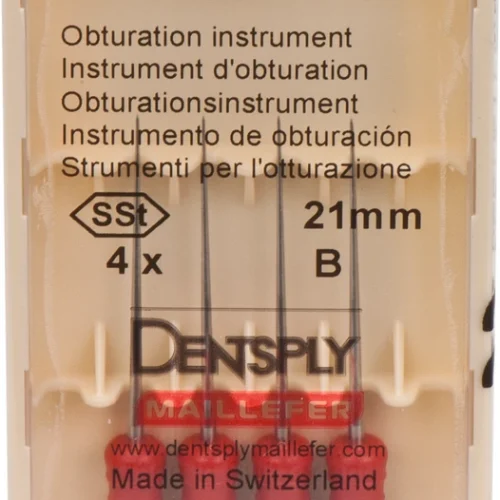 Obturation instrument
Instrument d'obturation
Obturationsinstrument
Instrumento de obturación
Strumenti per l'otturazione
SSt 21mm
4 x B
DENTSPLY
MAILLEFER
www.dentsplymaillefer.com
Made in Switzerland